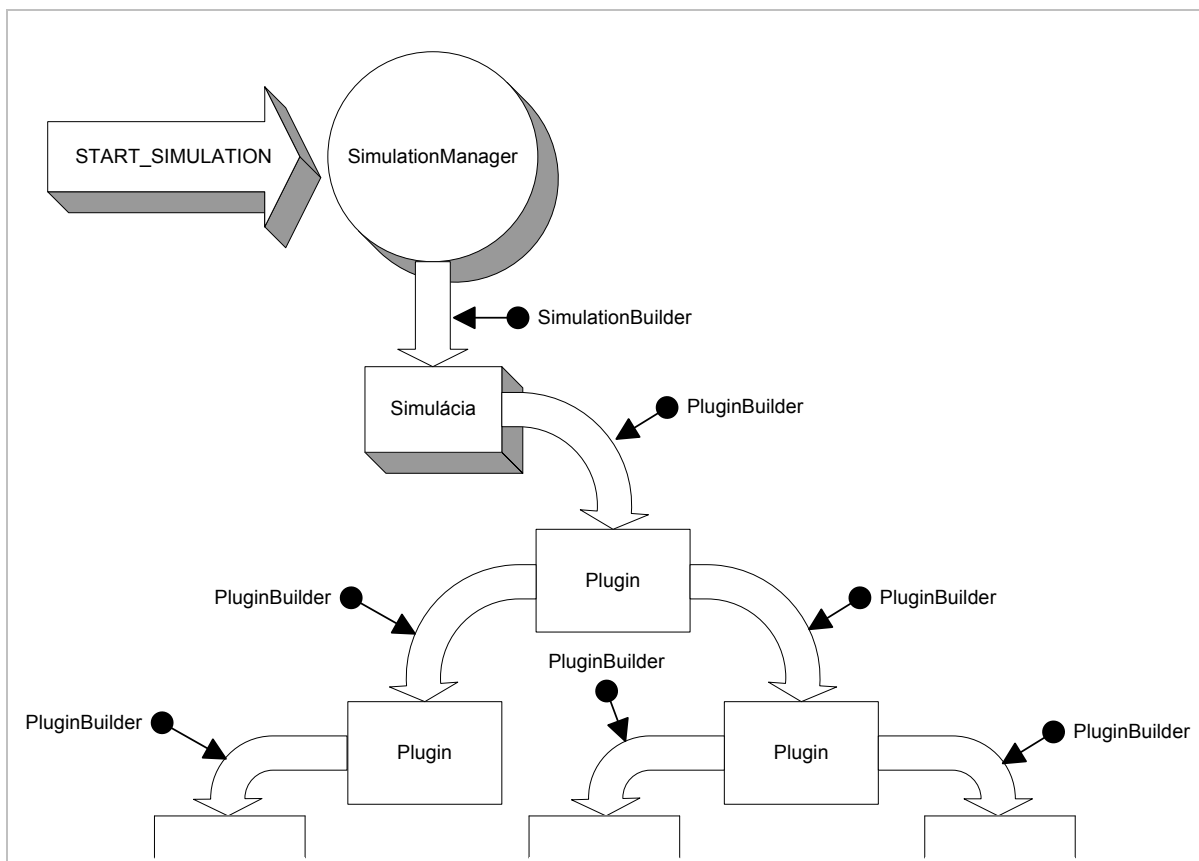 START_SIMULATION
SimulationManager
SimulationBuilder
Simulácia
PluginBuilder
Plugin
PluginBuilder
PluginBuilder
PluginBuilder
PluginBuilder
Plugin
Plugin
PluginBuilder